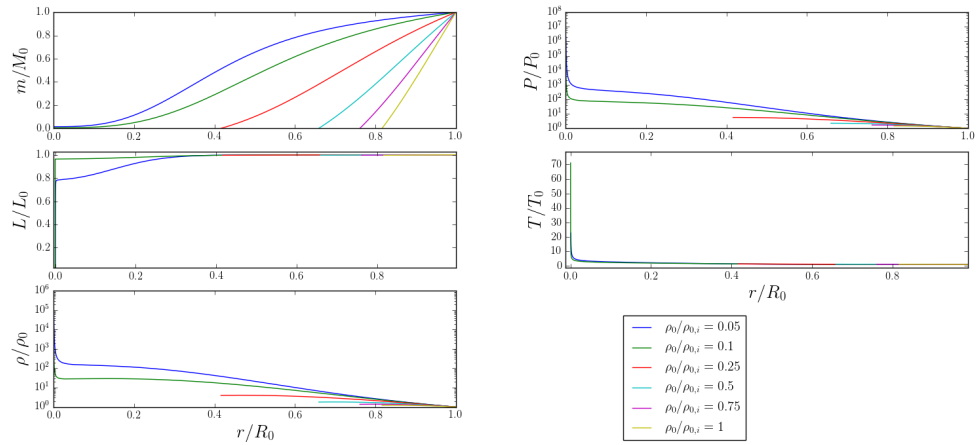 m/M₀
1.0
0.8
0.6
0.4
0.2
0.0
0.0 0.2 0.4 0.6 0.8 1.0
P/P₀
10⁸
10⁷
10⁶
10⁵
10⁴
10³
10²
10¹
10⁰
0.0 0.2 0.4 0.6 0.8 1.0
L/L₀
1.0
0.8
0.6
0.4
0.2
0.0 0.2 0.4 0.6 0.8
T/T₀
70
60
50
40
30
20
10
0
0.0 0.2 0.4 0.6 0.8
r/R₀
ρ/ρ₀
10⁶
10⁵
10⁴
10³
10²
10¹
10⁰
0.0 0.2 0.4 0.6 0.8 1.0
r/R₀
ρ₀/ρ₀,ᵢ = 0.05
ρ₀/ρ₀,ᵢ = 0.1
ρ₀/ρ₀,ᵢ = 0.25
ρ₀/ρ₀,ᵢ = 0.5
ρ₀/ρ₀,ᵢ = 0.75
ρ₀/ρ₀,ᵢ = 1